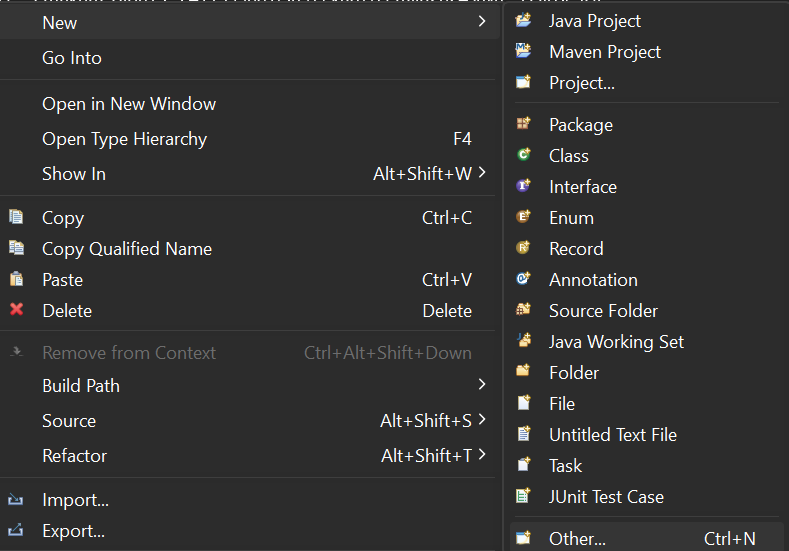 New
Go Into
Open in New Window
Open Type Hierarchy F4
Show In Alt+Shift+W
Copy Ctrl+C
Copy Qualified Name
Paste Ctrl+V
Delete Delete
Remove from Context Ctrl+Alt+Shift+Down
Build Path
Source Alt+Shift+S
Refactor Alt+Shift+T
Import...
Export...
Java Project
Maven Project
Project...
Package
Class
Interface
Enum
Record
Annotation
Source Folder
Java Working Set
Folder
File
Untitled Text File
Task
JUnit Test Case
Other... Ctrl+N